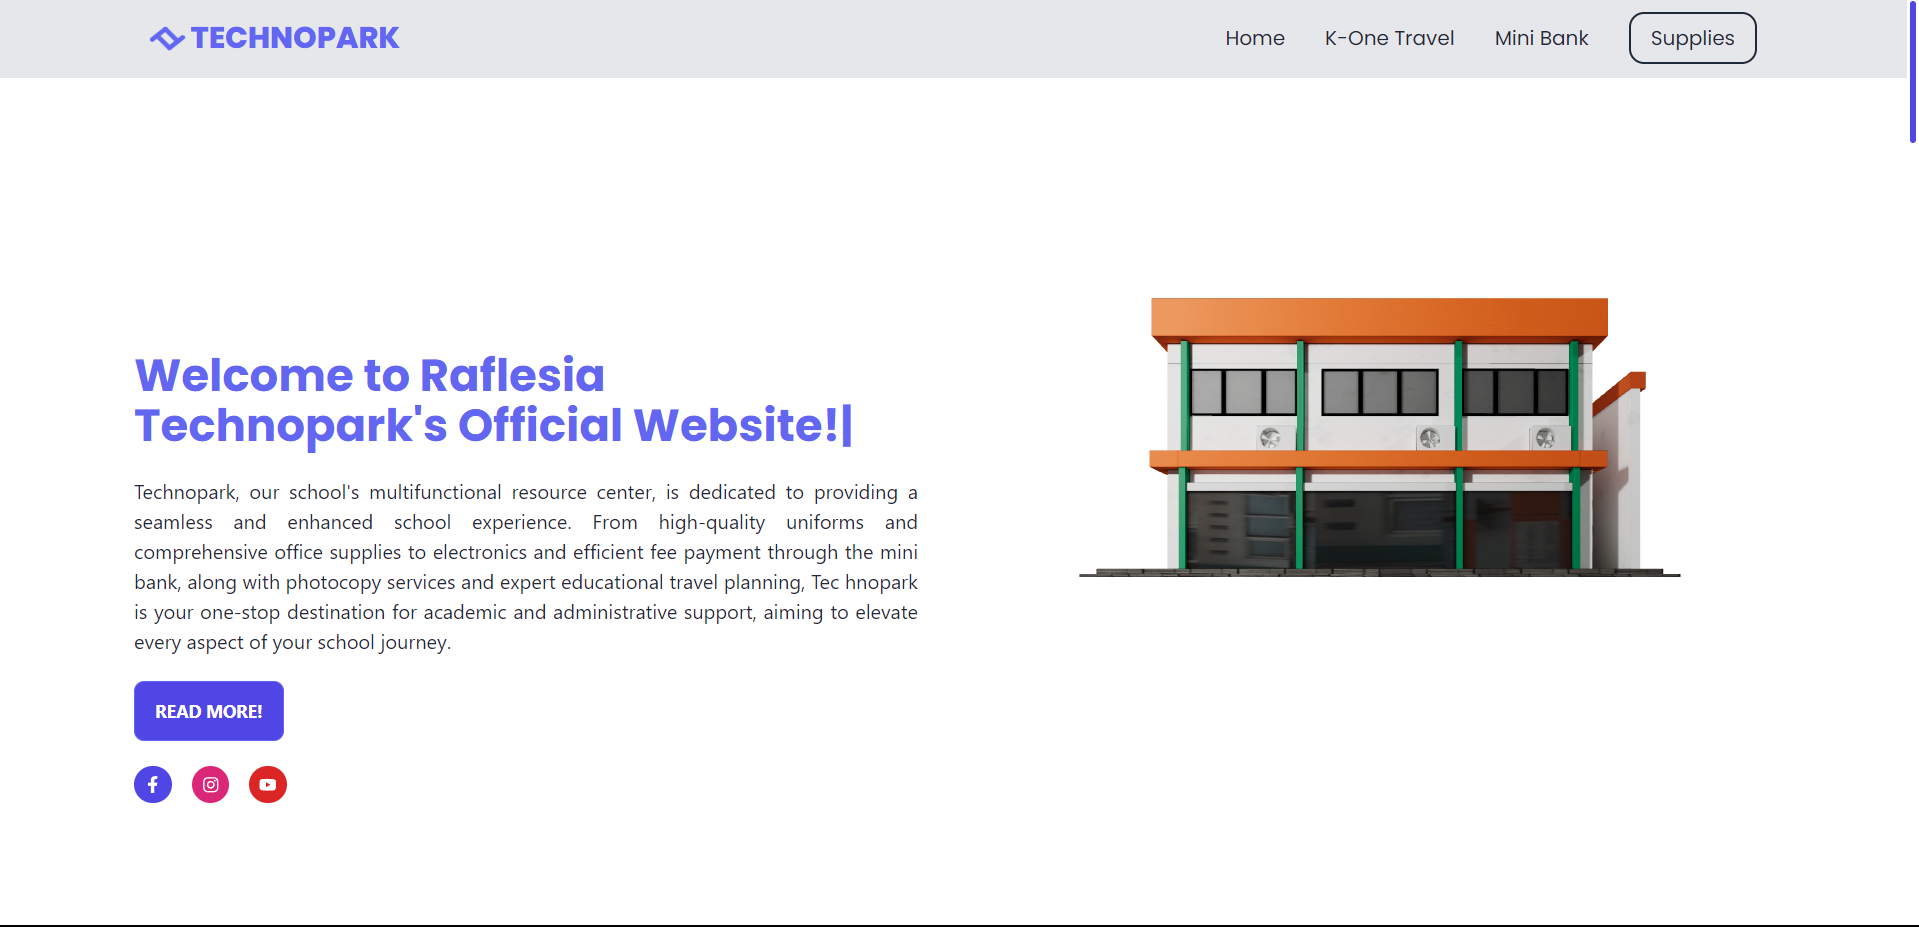 TECHNOPARK
Home
K-One Travel
Mini Bank
Supplies
Welcome to Raflesia
Technopark's Official Website!|
Technopark, our school's multifunctional resource center, is dedicated to providing a
seamless and enhanced school experience. From high-quality uniforms and
comprehensive office supplies to electronics and efficient fee payment through the mini
bank, along with photocopy services and expert educational travel planning, Tec hnopark
is your one-stop destination for academic and administrative support, aiming to elevate
every aspect of your school journey.
READ MORE!